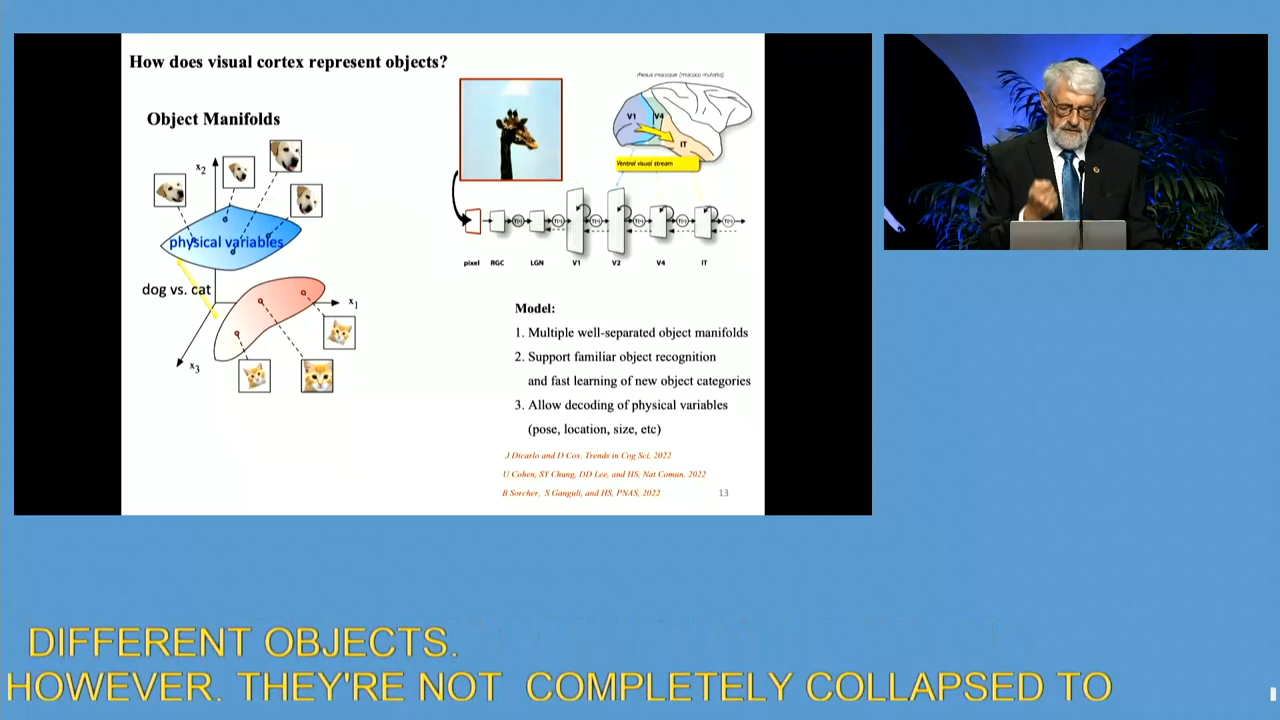 How does visual cortex represent objects?
Object Manifolds
x2
physical variables
dog vs. cat
x1
x3
rhesus macaque (macaca mulatta)
V1
V4
IT
Ventral visual stream
pixel RGC LGN V1 V2 V4 IT
Model:
1. Multiple well-separated object manifolds
2. Support familiar object recognition
and fast learning of new object categories
3. Allow decoding of physical variables
(pose, location, size, etc)
J Dicarlo and D Cox, Trends in Cog Sci, 2022
U Cohen, SY Chung, DD Lee, and HS, Nat Comun, 2022
B Sorcher, S Ganguli, and HS, PNAS, 2022
13
DIFFERENT OBJECTS.
HOWEVER. THEY'RE NOT COMPLETELY COLLAPSED TO